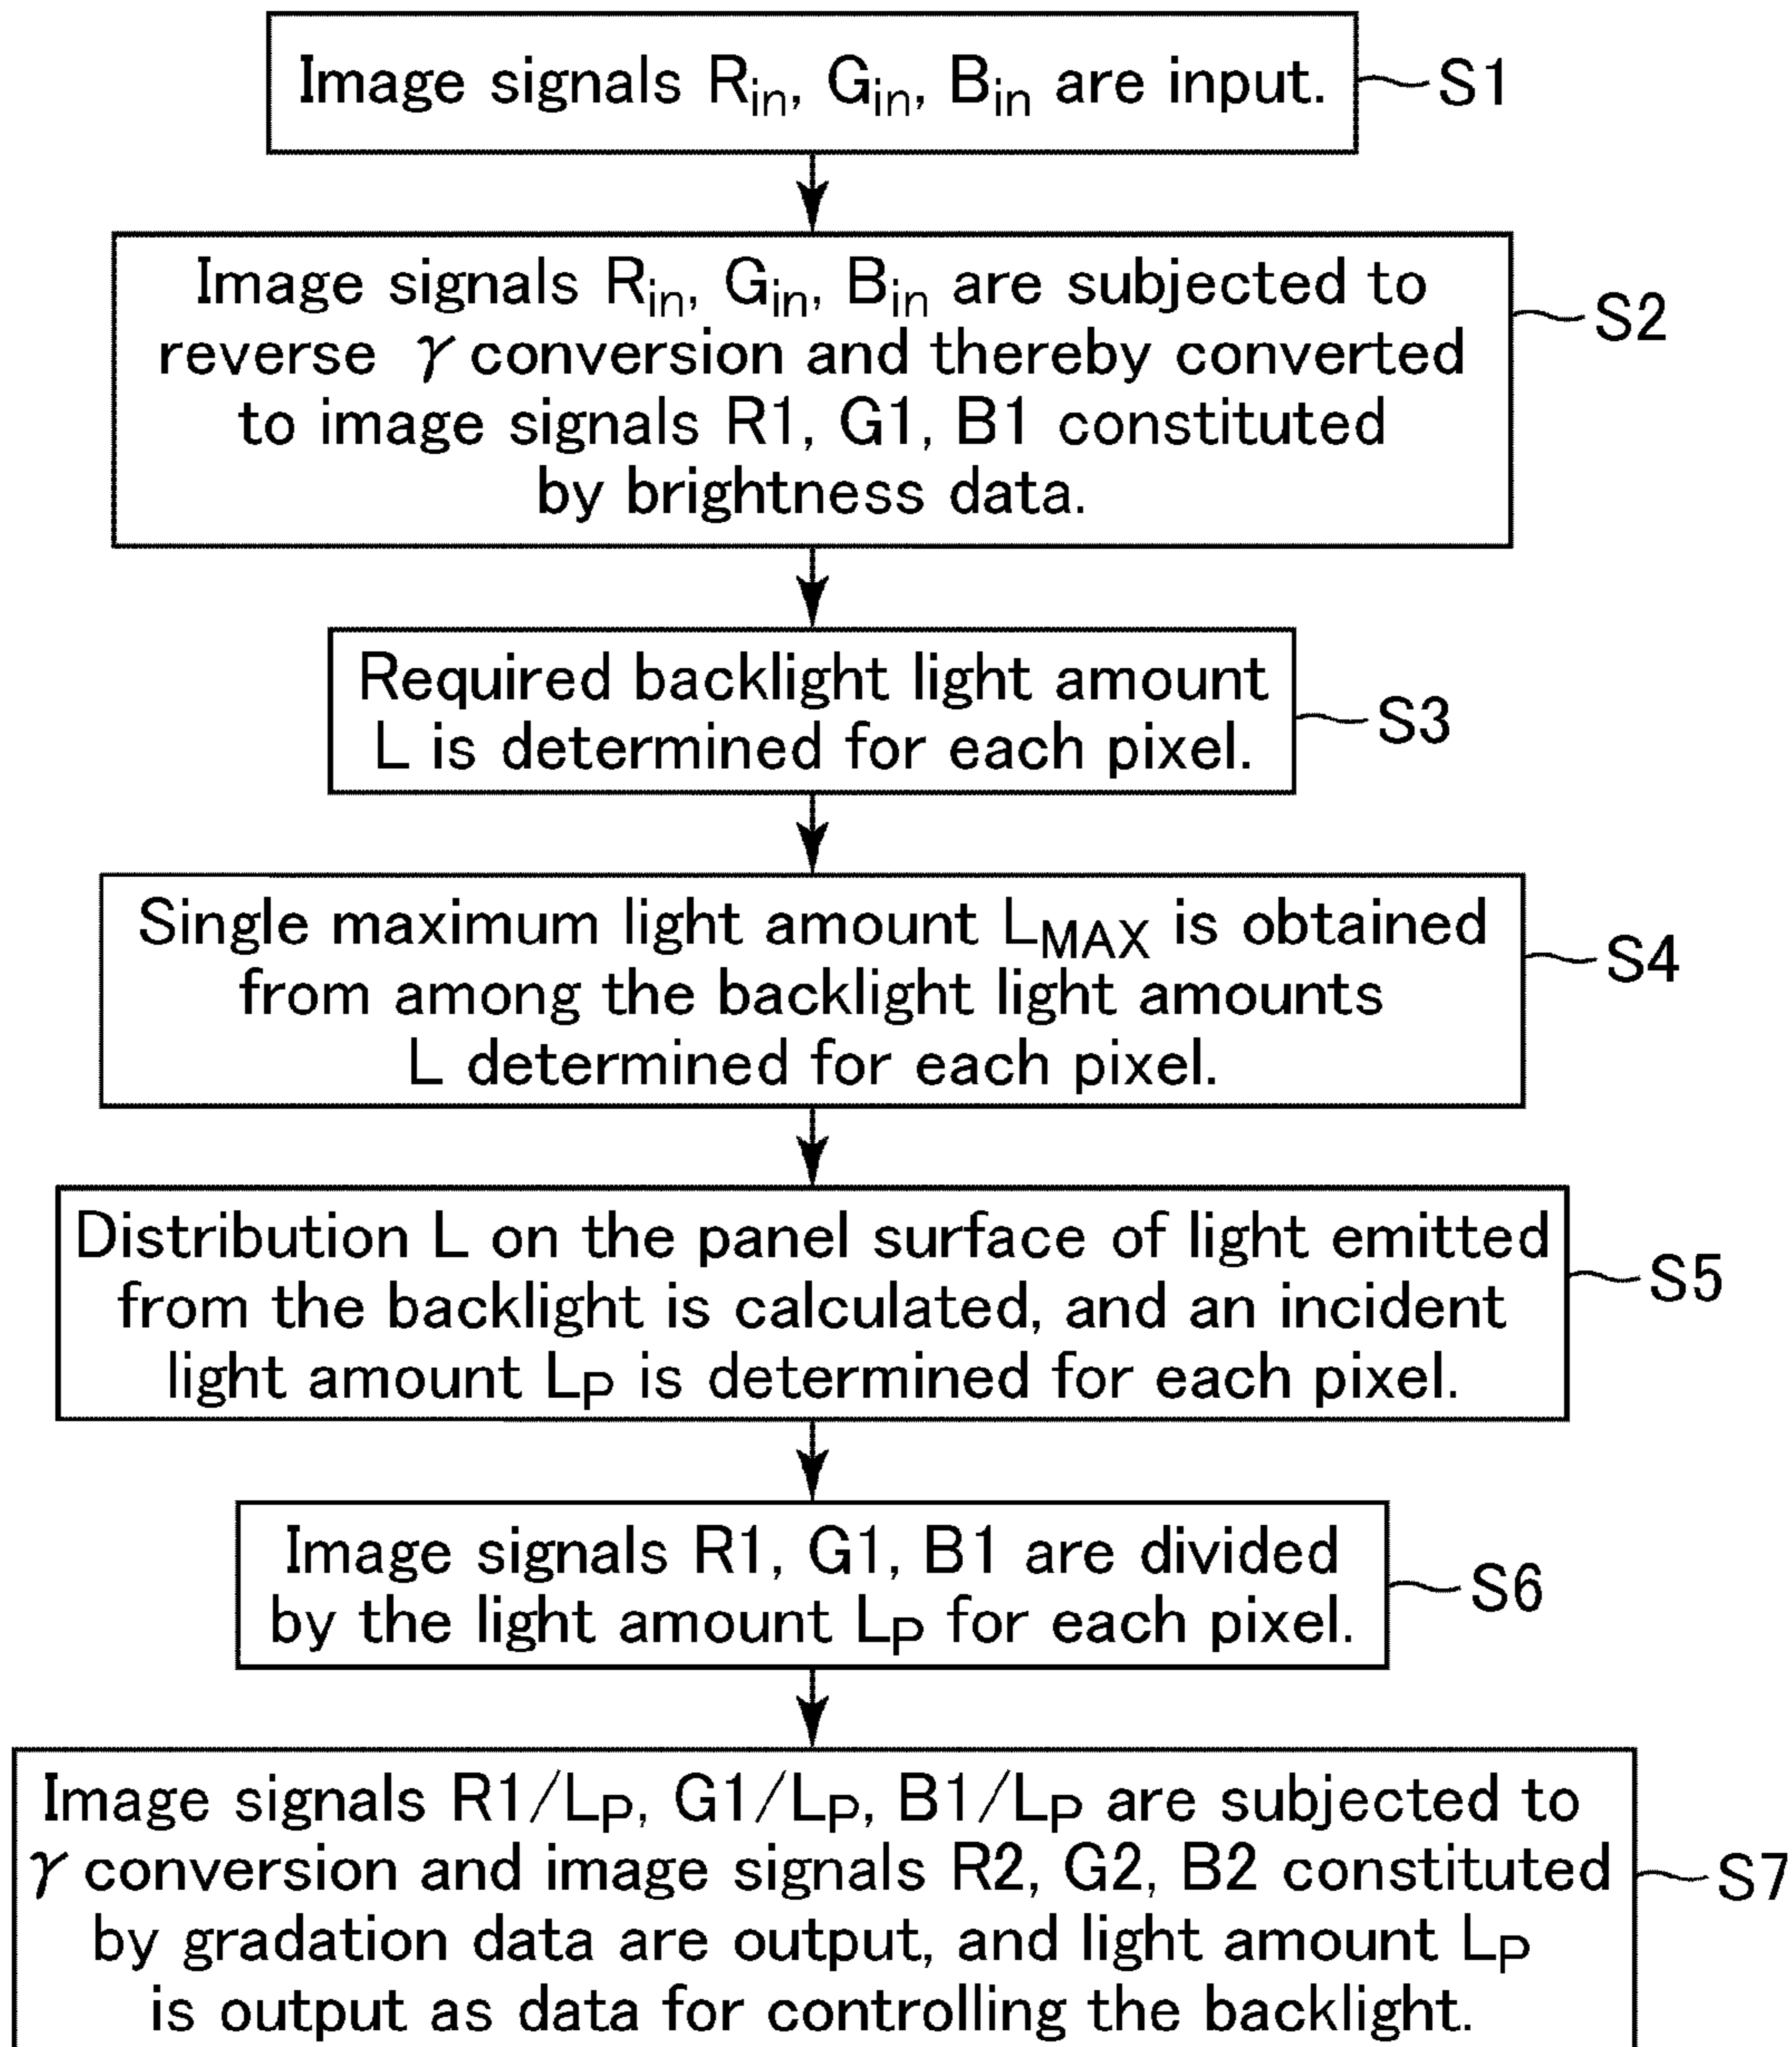 Image signals Rin, Gin, Bin are input.
S1
Image signals Rin, Gin, Bin are subjected to
reverse γ conversion and thereby converted
to image signals R1, G1, B1 constituted
by brightness data.
S2
Required backlight light amount
L is determined for each pixel.
S3
Single maximum light amount LMAX is obtained
from among the backlight light amounts
L determined for each pixel.
S4
Distribution L on the panel surface of light emitted
from the backlight is calculated, and an incident
light amount LP is determined for each pixel.
S5
Image signals R1, G1, B1 are divided
by the light amount LP for each pixel.
S6
Image signals R1/LP, G1/LP, B1/LP are subjected to
γ conversion and image signals R2, G2, B2 constituted
by gradation data are output, and light amount LP
is output as data for controlling the backlight.
S7